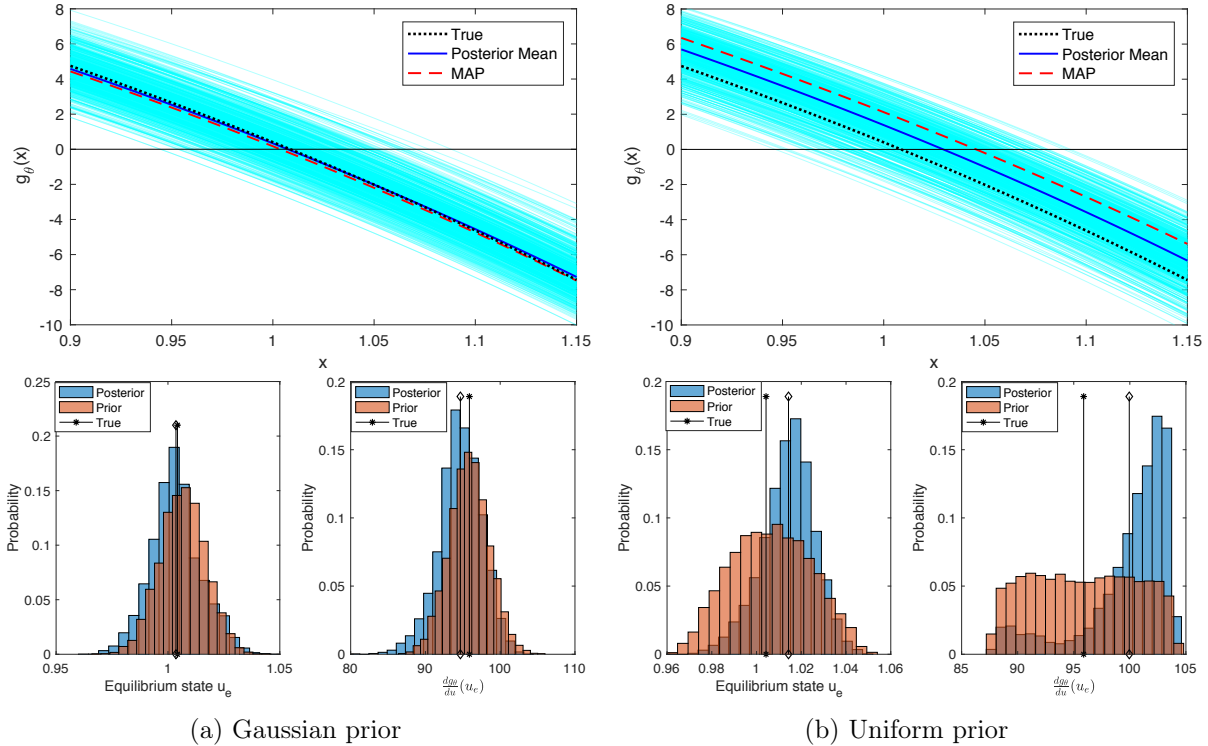 8
6
4
2
0
-2
-4
-6
-8
-10
g_θ(x)
True
Posterior Mean
MAP
0.9
0.95
1
1.05
1.1
1.15
x
8
6
4
2
0
-2
-4
-6
-8
-10
g_θ(x)
True
Posterior Mean
MAP
0.9
0.95
1
1.05
1.1
1.15
x
0.25
0.2
0.15
0.1
0.05
0
Probability
Posterior
Prior
True
0.95
1
1.05
Equilibrium state u_e
0.2
0.15
0.1
0.05
0
Probability
Posterior
Prior
True
80
90
100
110
dg_θ/du (u_e)
0.2
0.15
0.1
0.05
0
Probability
Posterior
Prior
True
0.96
0.98
1
1.02
1.04
1.06
Equilibrium state u_e
0.2
0.15
0.1
0.05
0
Probability
Posterior
Prior
True
85
90
95
100
105
dg_θ/du (u_e)
(a) Gaussian prior
(b) Uniform prior